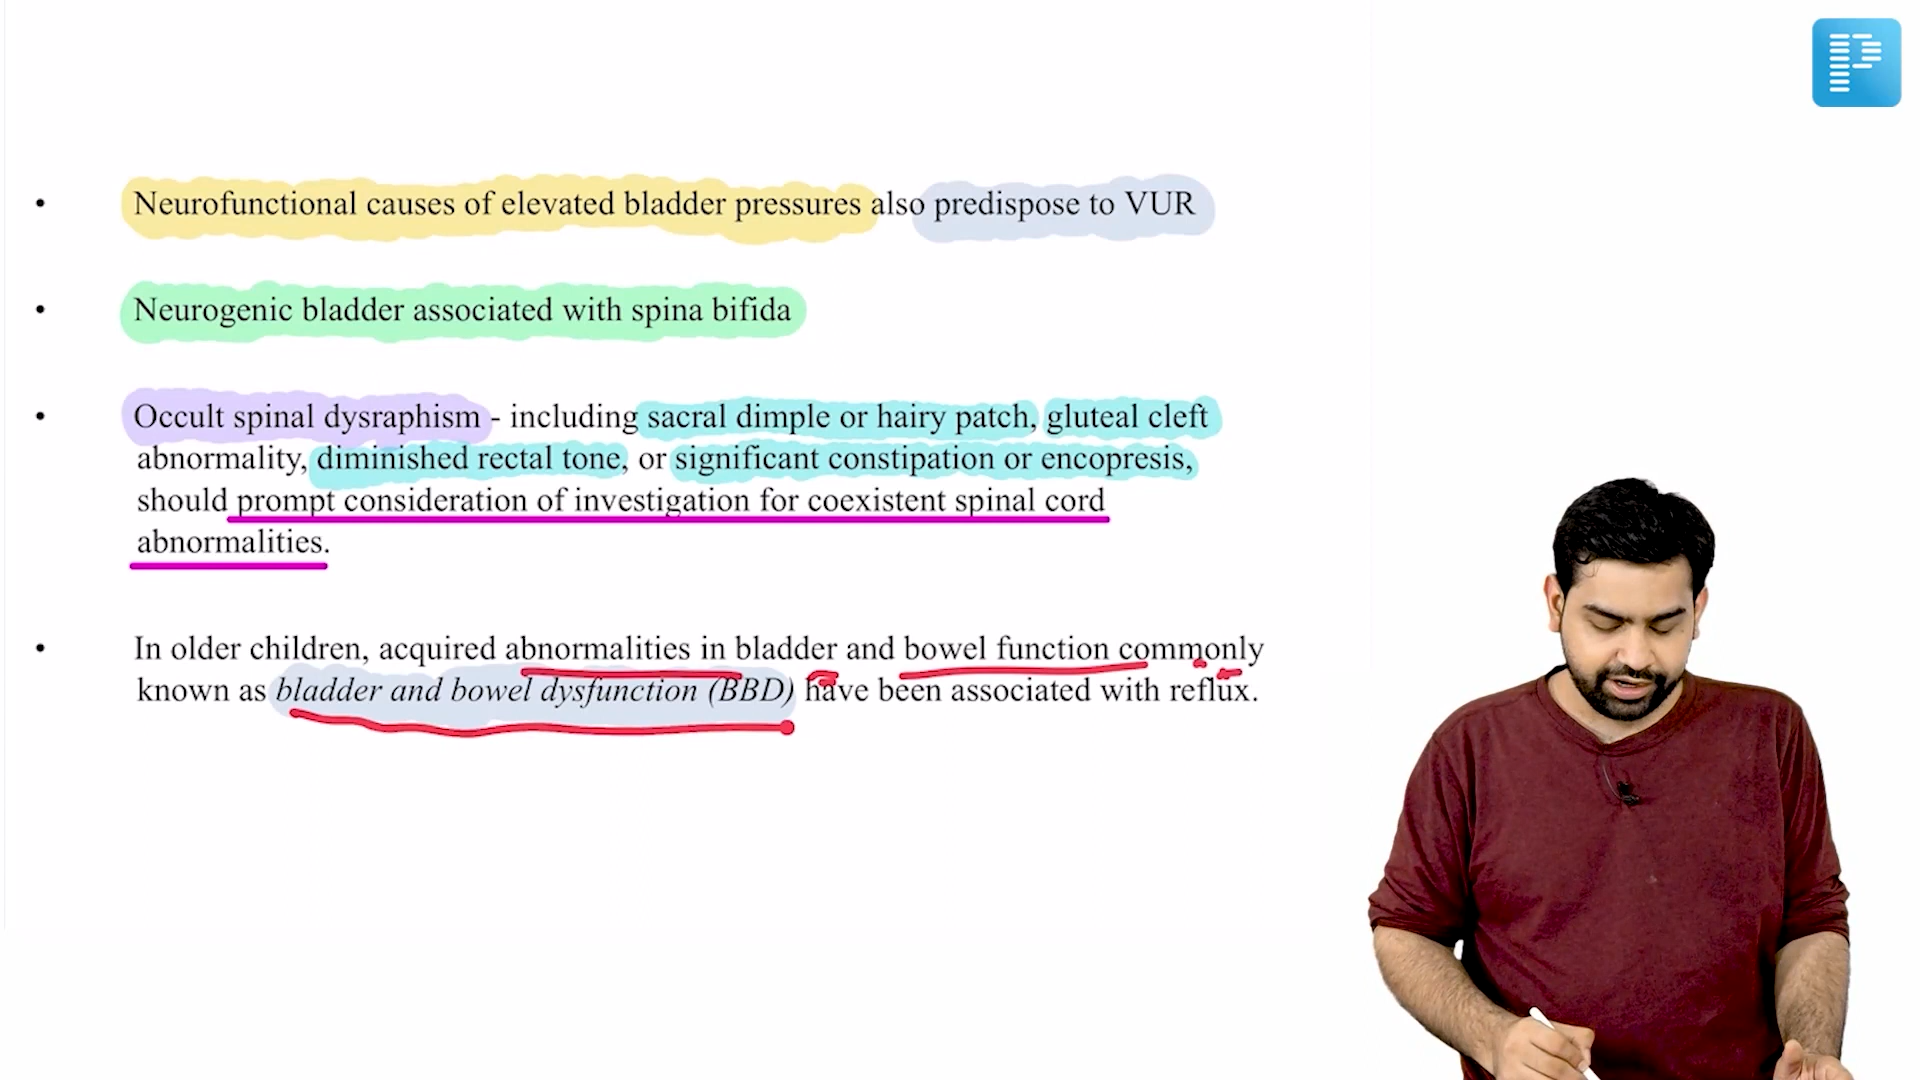 • Neurofunctional causes of elevated bladder pressures also predispose to VUR
• Neurogenic bladder associated with spina bifida
• Occult spinal dysraphism - including sacral dimple or hairy patch, gluteal cleft
abnormality, diminished rectal tone, or significant constipation or encopresis,
should prompt consideration of investigation for coexistent spinal cord
abnormalities.
• In older children, acquired abnormalities in bladder and bowel function commonly
known as bladder and bowel dysfunction (BBD) have been associated with reflux.